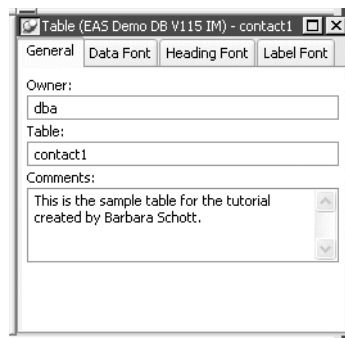 Table (EAS Demo DB V115 IM) - contact1
General Data Font Heading Font Label Font
Owner:
dba
Table:
contact1
Comments:
This is the sample table for the tutorial
created by Barbara Schott.